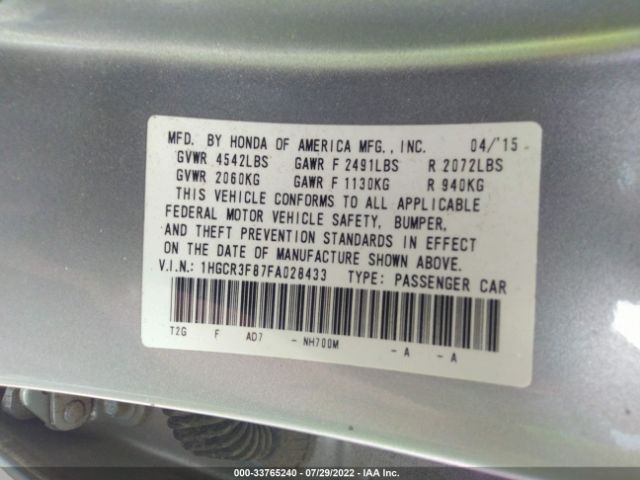 MFD. BY HONDA OF AMERICA MFG., INC. 04/'15
GVWR 4542LBS GAWR F 2491LBS R 2072LBS
GVWR 2060KG GAWR F 1130KG R 940KG
THIS VEHICLE CONFORMS TO ALL APPLICABLE
FEDERAL MOTOR VEHICLE SAFETY, BUMPER,
AND THEFT PREVENTION STANDARDS IN EFFECT
ON THE DATE OF MANUFACTURE SHOWN ABOVE.
V.I.N.: 1HGCR3F87FA028433 TYPE: PASSENGER CAR
T2G F AD7 - NH700M - A - A
000-33765240 - 07/29/2022 - IAA Inc.